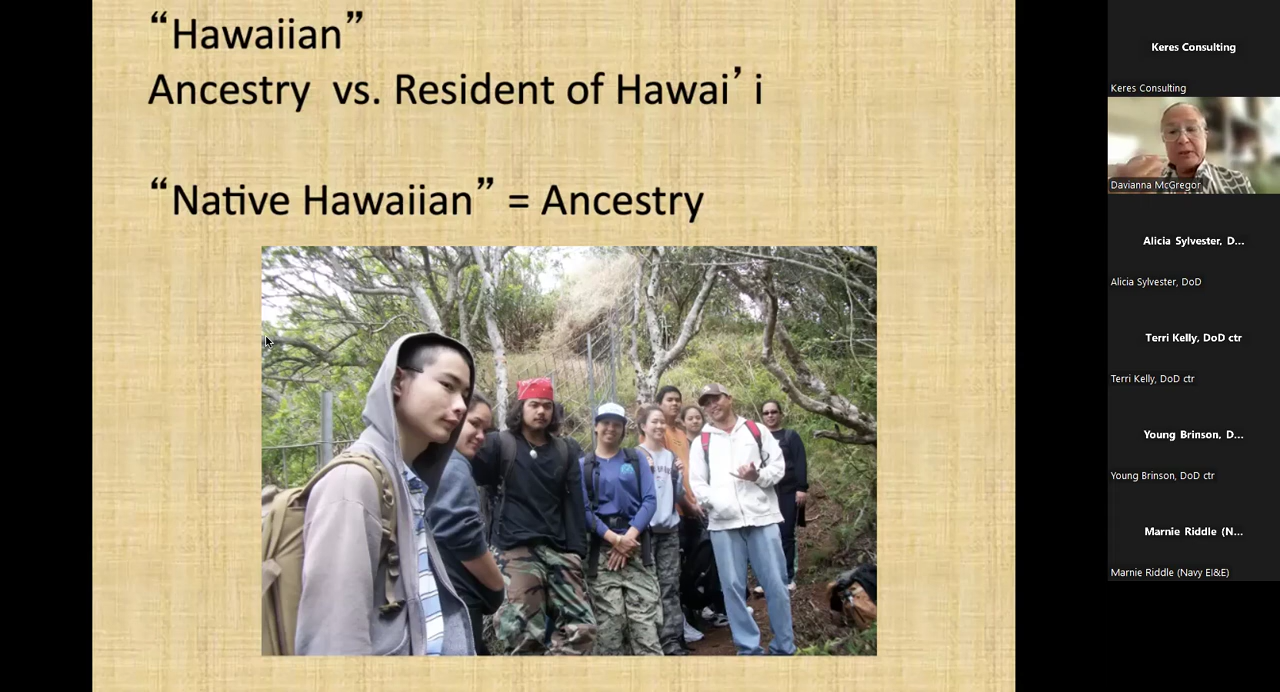 “Hawaiian”
Ancestry vs. Resident of Hawai’ i
“Native Hawaiian” = Ancestry
Keres Consulting
Keres Consulting
Davianna McGregor
Alicia Sylvester, D...
Alicia Sylvester, DoD
Terri Kelly, DoD ctr
Terri Kelly, DoD ctr
Young Brinson, D...
Young Brinson, DoD ctr
Marnie Riddle (N...
Marnie Riddle (Navy EI&E)